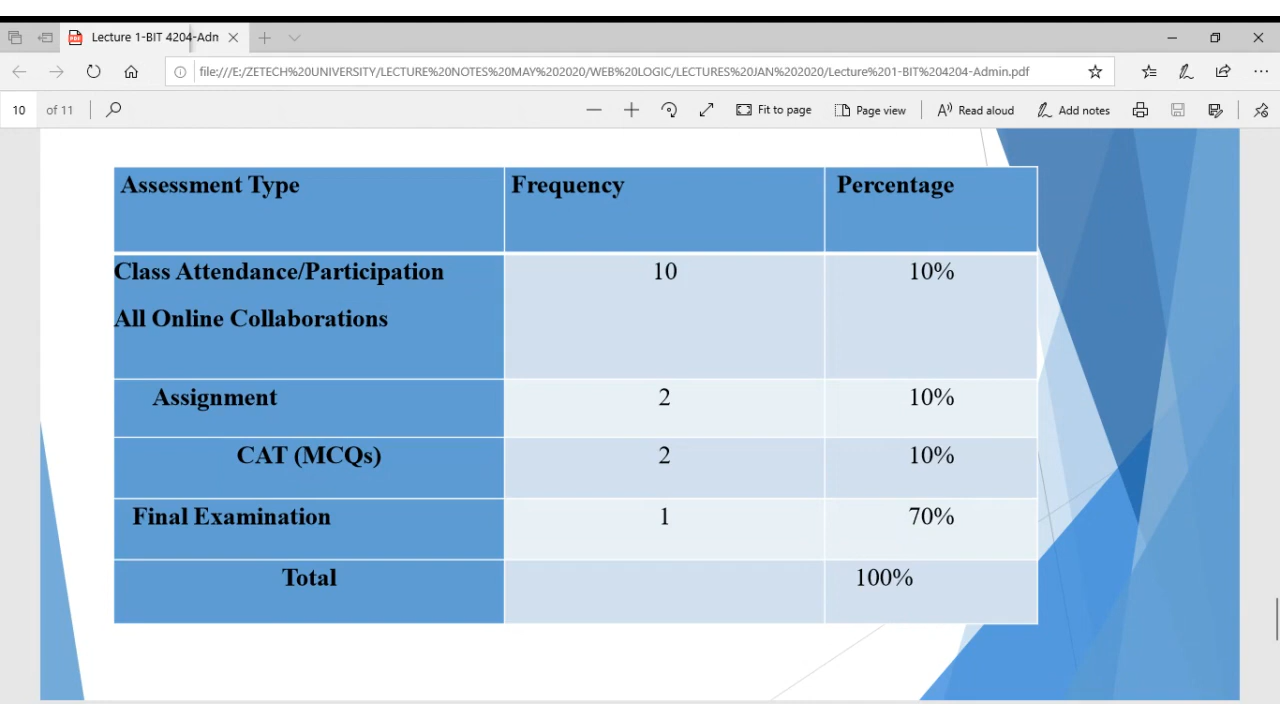 Lecture 1-BIT 4204-Adn
file:///E:/ZETECH%20UNIVERSITY/LECTURE%20NOTES%20MAY%202020/WEB%20LOGIC/LECTURES%20JAN%202020/Lecture%201-BIT%204204-Admin.pdf
10 of 11 Fit to page Page view Read aloud Add notes
Assessment Type Frequency Percentage
Class Attendance/Participation 10 10%
All Online Collaborations
Assignment 2 10%
CAT (MCQs) 2 10%
Final Examination 1 70%
Total 100%